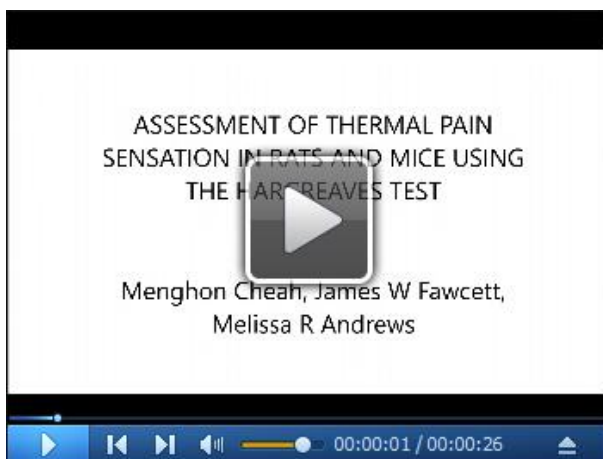 ASSESSMENT OF THERMAL PAIN
SENSATION IN RATS AND MICE USING
THE HARGREAVES TEST
Menghon Cheah, James W Fawcett,
Melissa R Andrews
00:00:01 / 00:00:26